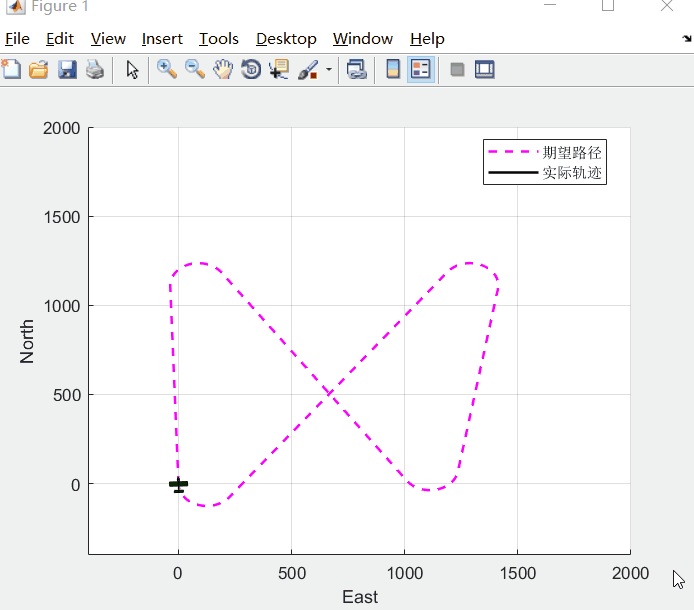 Figure 1
File Edit View Insert Tools Desktop Window Help
2000
1500
1000
500
0
North
期望路径
实际轨迹
0 500 1000 1500 2000
East